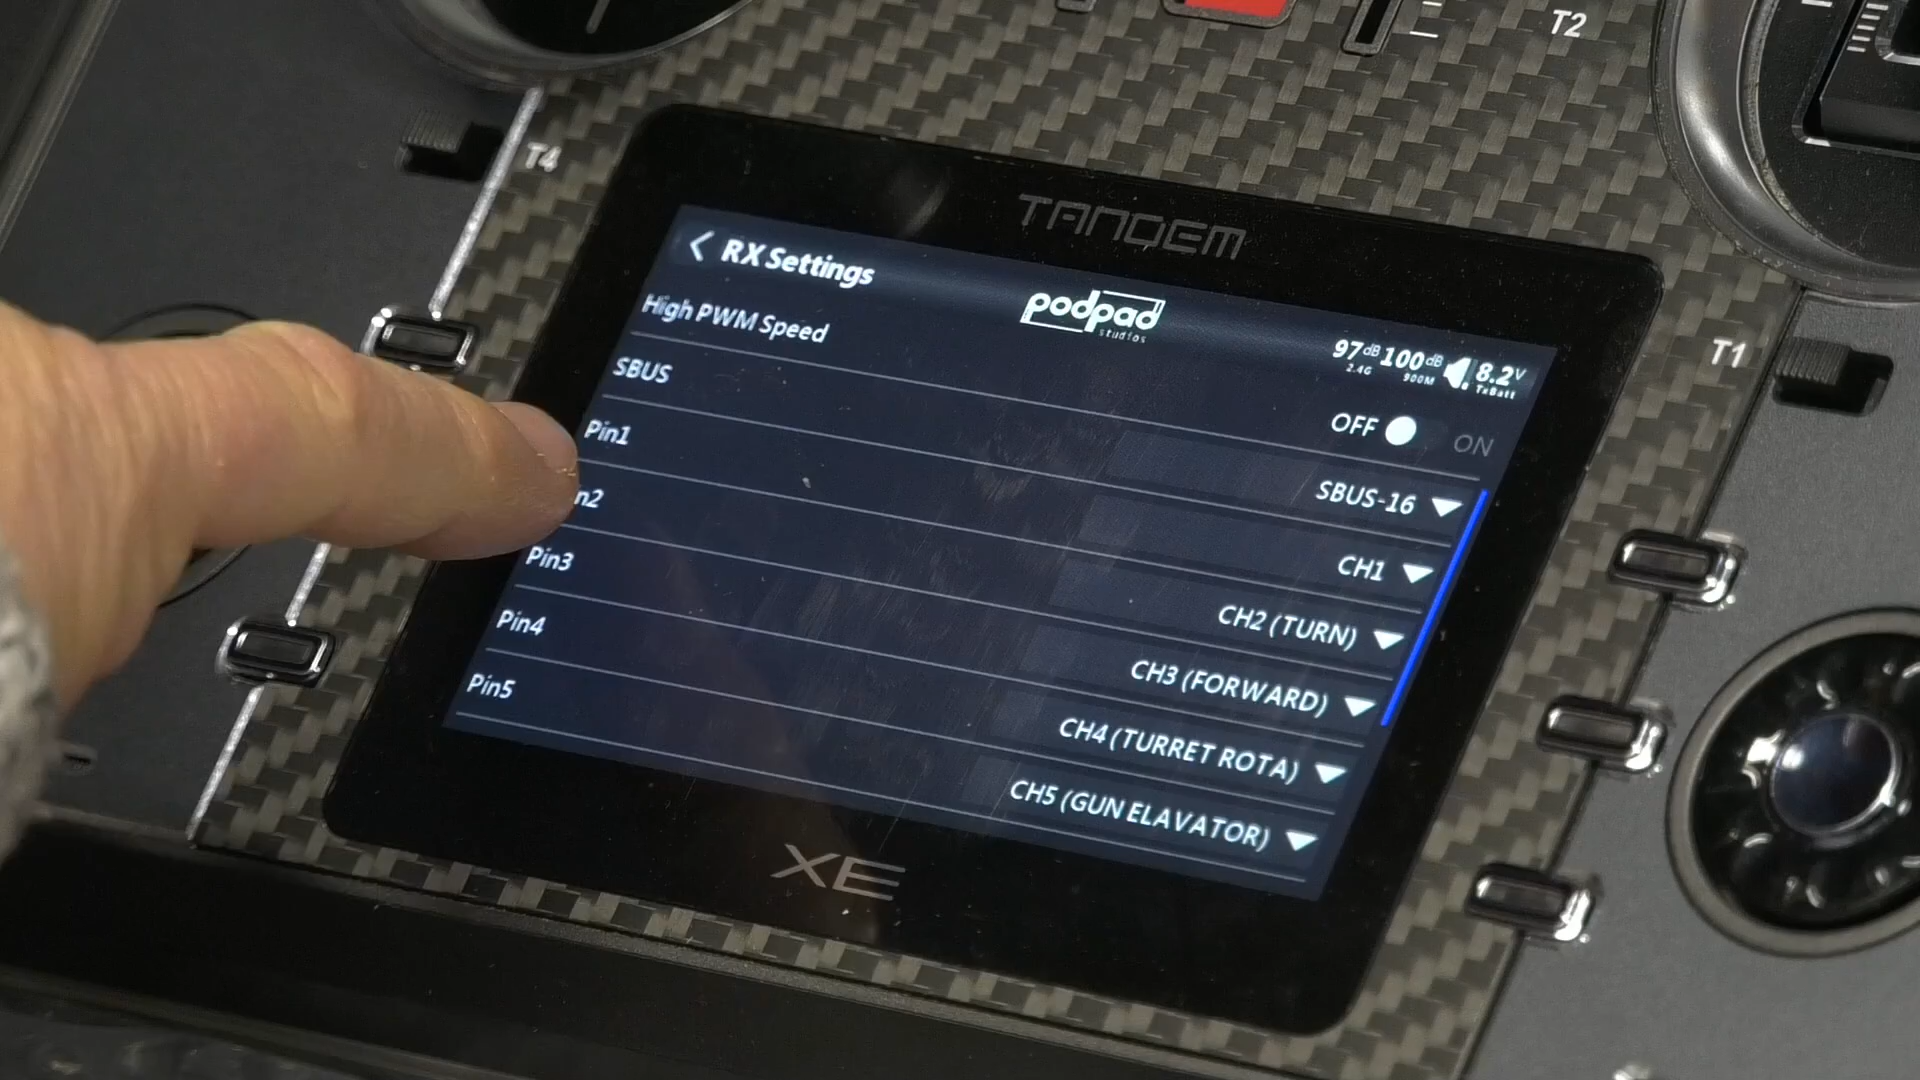 T2
T4
TANDEM
RX Settings
podpad
studios
97dB 100dB 8.2V
2.4G 900M TxBatt
T1
High PWM Speed OFF ON
SBUS SBUS-16
Pin1 CH1
in2 CH2 (TURN)
Pin3 CH3 (FORWARD)
Pin4 CH4 (TURRET ROTA)
Pin5 CH5 (GUN ELAVATOR)
XE